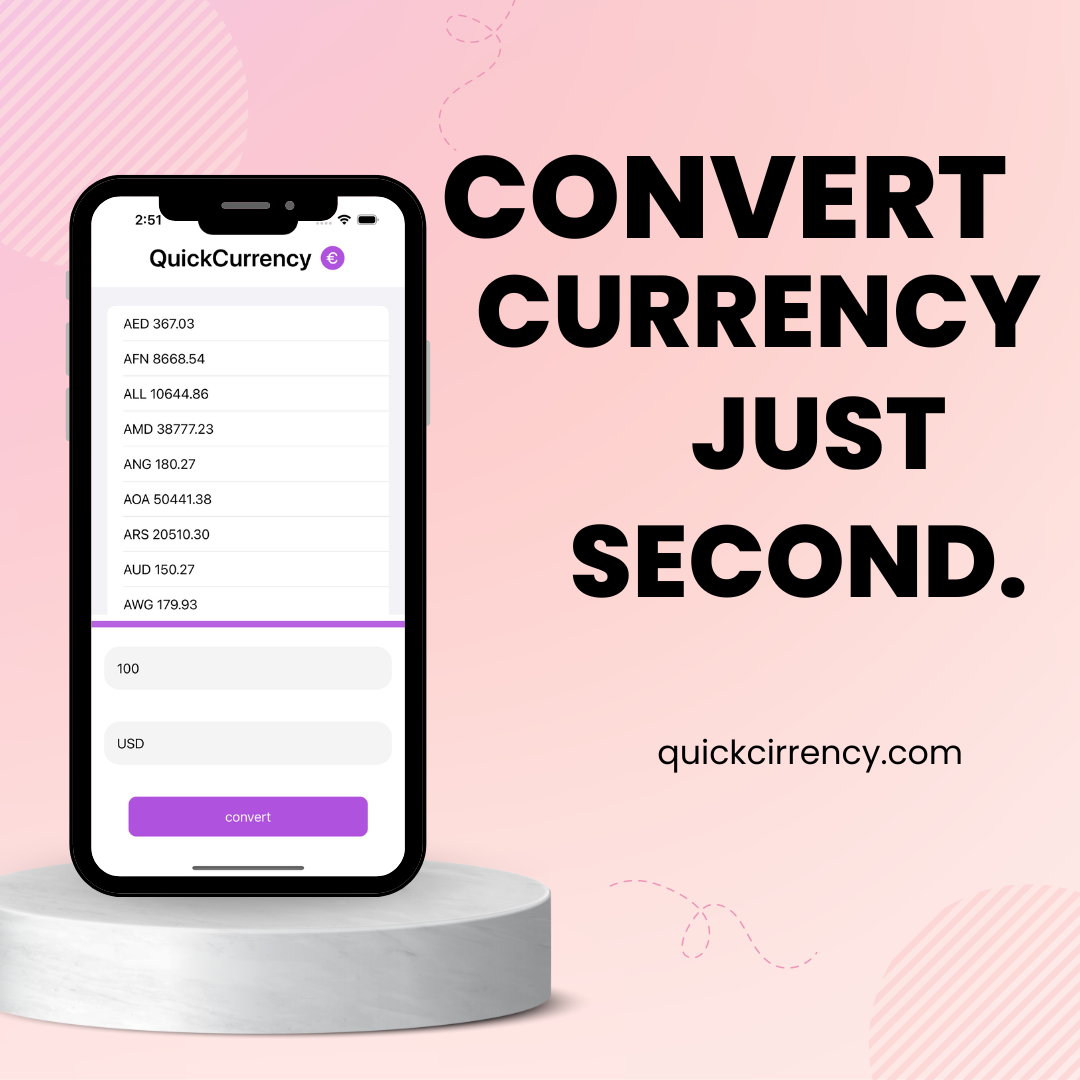 CONVERT
CURRENCY
JUST
SECOND.
quickcirrency.com
2:51
QuickCurrency €
AED 367.03
AFN 8668.54
ALL 10644.86
AMD 38777.23
ANG 180.27
AOA 50441.38
ARS 20510.30
AUD 150.27
AWG 179.93
100
USD
convert